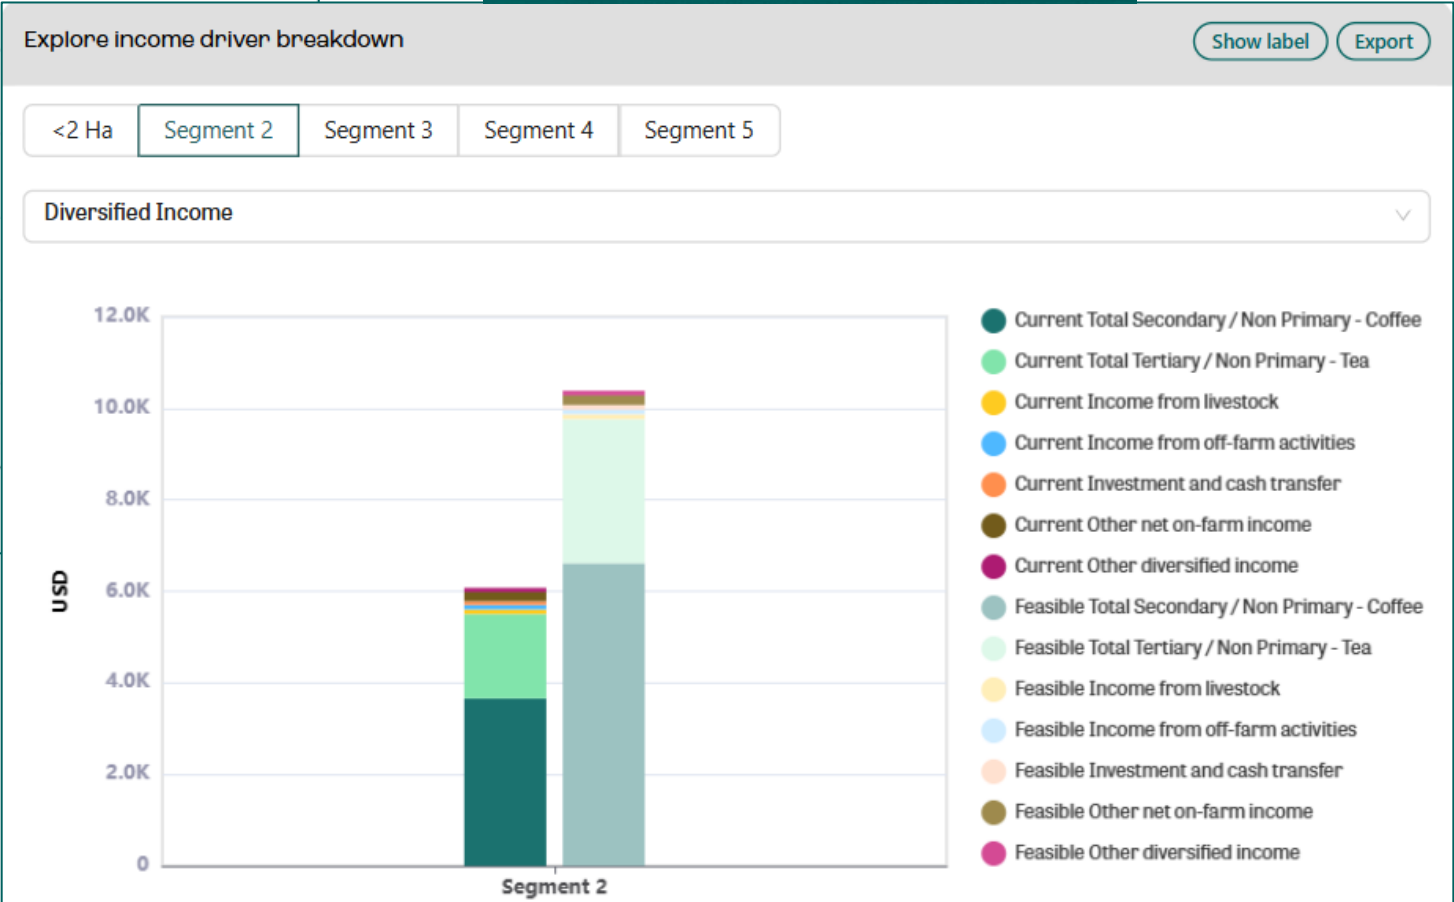 Explore income driver breakdown
Show label
Export
<2 Ha
Segment 2
Segment 3
Segment 4
Segment 5
Diversified Income
12.0K
10.0K
8.0K
6.0K
4.0K
2.0K
0
USD
Segment 2
Current Total Secondary / Non Primary - Coffee
Current Total Tertiary / Non Primary - Tea
Current Income from livestock
Current Income from off-farm activities
Current Investment and cash transfer
Current Other net on-farm income
Current Other diversified income
Feasible Total Secondary / Non Primary - Coffee
Feasible Total Tertiary / Non Primary - Tea
Feasible Income from livestock
Feasible Income from off-farm activities
Feasible Investment and cash transfer
Feasible Other net on-farm income
Feasible Other diversified income